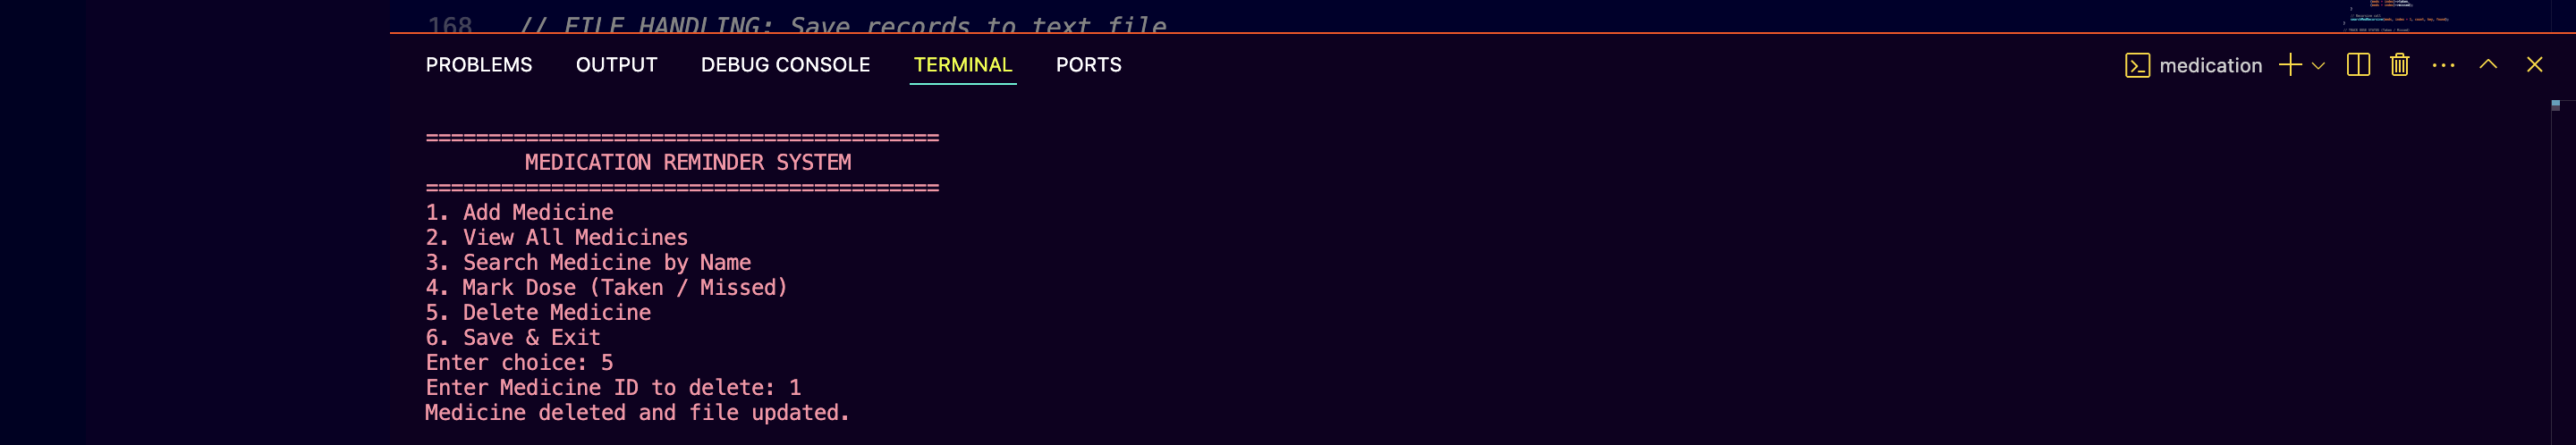 168 // FILE HANDLING: Save records to text file
PROBLEMS OUTPUT DEBUG CONSOLE TERMINAL PORTS medication
=========================================
MEDICATION REMINDER SYSTEM
=========================================
1. Add Medicine
2. View All Medicines
3. Search Medicine by Name
4. Mark Dose (Taken / Missed)
5. Delete Medicine
6. Save & Exit
Enter choice: 5
Enter Medicine ID to delete: 1
Medicine deleted and file updated.